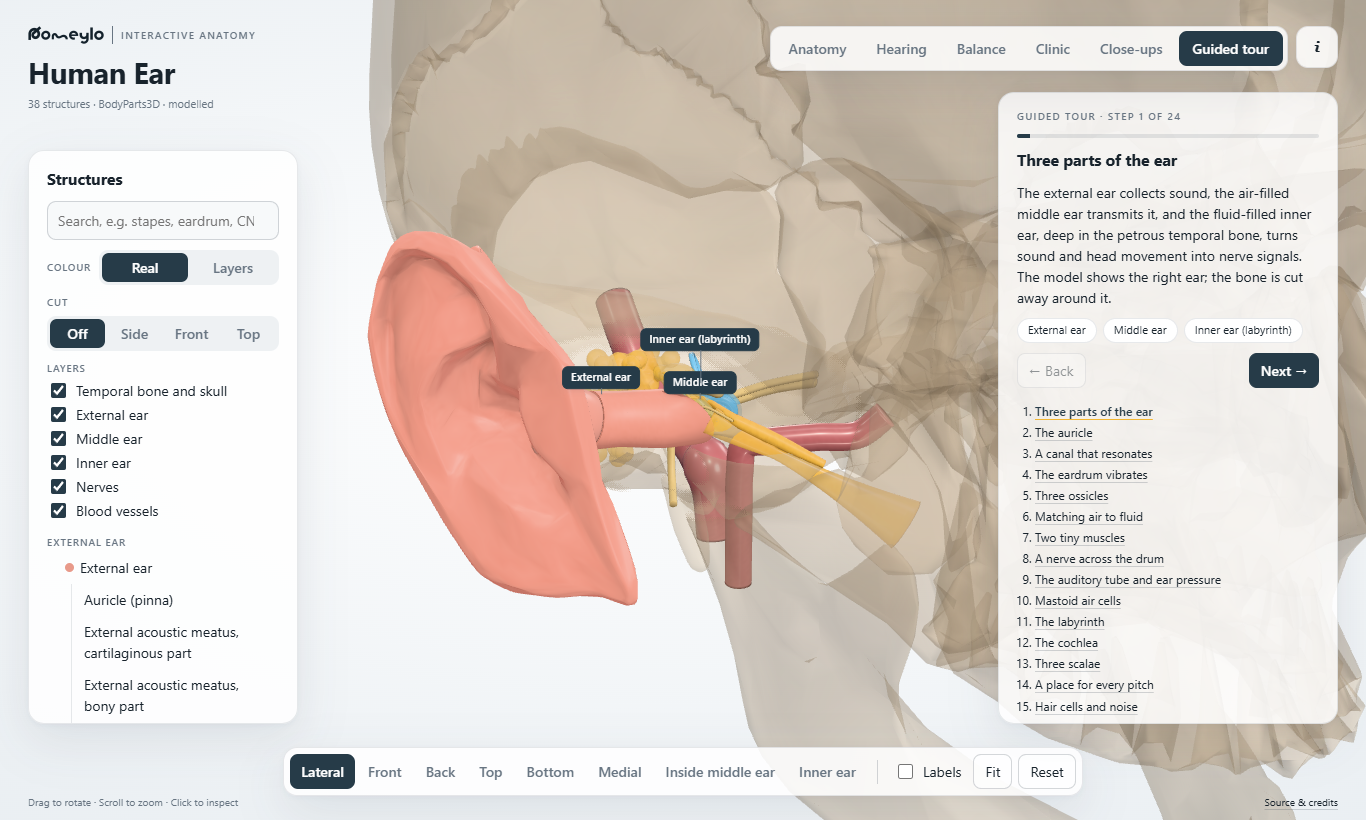 Pomeylo
INTERACTIVE ANATOMY
Human Ear
38 structures · BodyParts3D · modelled
Anatomy
Hearing
Balance
Clinic
Close-ups
Guided tour
i
Structures
Search, e.g. stapes, eardrum, CN
COLOUR
Real
Layers
CUT
Off
Side
Front
Top
LAYERS
Temporal bone and skull
External ear
Middle ear
Inner ear
Nerves
Blood vessels
EXTERNAL EAR
External ear
Auricle (pinna)
External acoustic meatus,
cartilaginous part
External acoustic meatus,
bony part
Inner ear (labyrinth)
External ear
Middle ear
GUIDED TOUR · STEP 1 OF 24
Three parts of the ear
The external ear collects sound, the air-filled
middle ear transmits it, and the fluid-filled inner
ear, deep in the petrous temporal bone, turns
sound and head movement into nerve signals.
The model shows the right ear; the bone is cut
away around it.
External ear
Middle ear
Inner ear (labyrinth)
← Back
Next →
1. Three parts of the ear
2. The auricle
3. A canal that resonates
4. The eardrum vibrates
5. Three ossicles
6. Matching air to fluid
7. Two tiny muscles
8. A nerve across the drum
9. The auditory tube and ear pressure
10. Mastoid air cells
11. The labyrinth
12. The cochlea
13. Three scalae
14. A place for every pitch
15. Hair cells and noise
Lateral
Front
Back
Top
Bottom
Medial
Inside middle ear
Inner ear
Labels
Fit
Reset
Drag to rotate · Scroll to zoom · Click to inspect
Source & credits